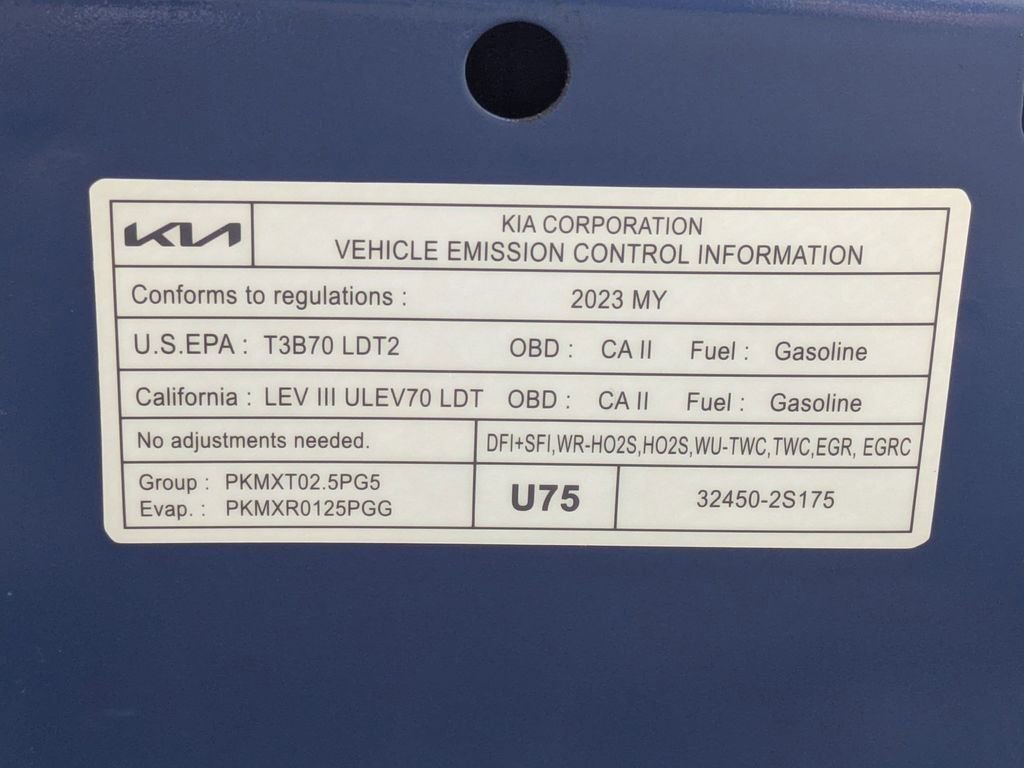 KIA
KIA CORPORATION
VEHICLE EMISSION CONTROL INFORMATION
Conforms to regulations : 2023 MY
U.S.EPA : T3B70 LDT2 OBD : CA II Fuel : Gasoline
California : LEV III ULEV70 LDT OBD : CA II Fuel : Gasoline
No adjustments needed. DFI+SFI,WR-HO2S,HO2S,WU-TWC,TWC,EGR, EGRC
Group : PKMXT02.5PG5
Evap. : PKMXR0125PGG
U75 32450-2S175